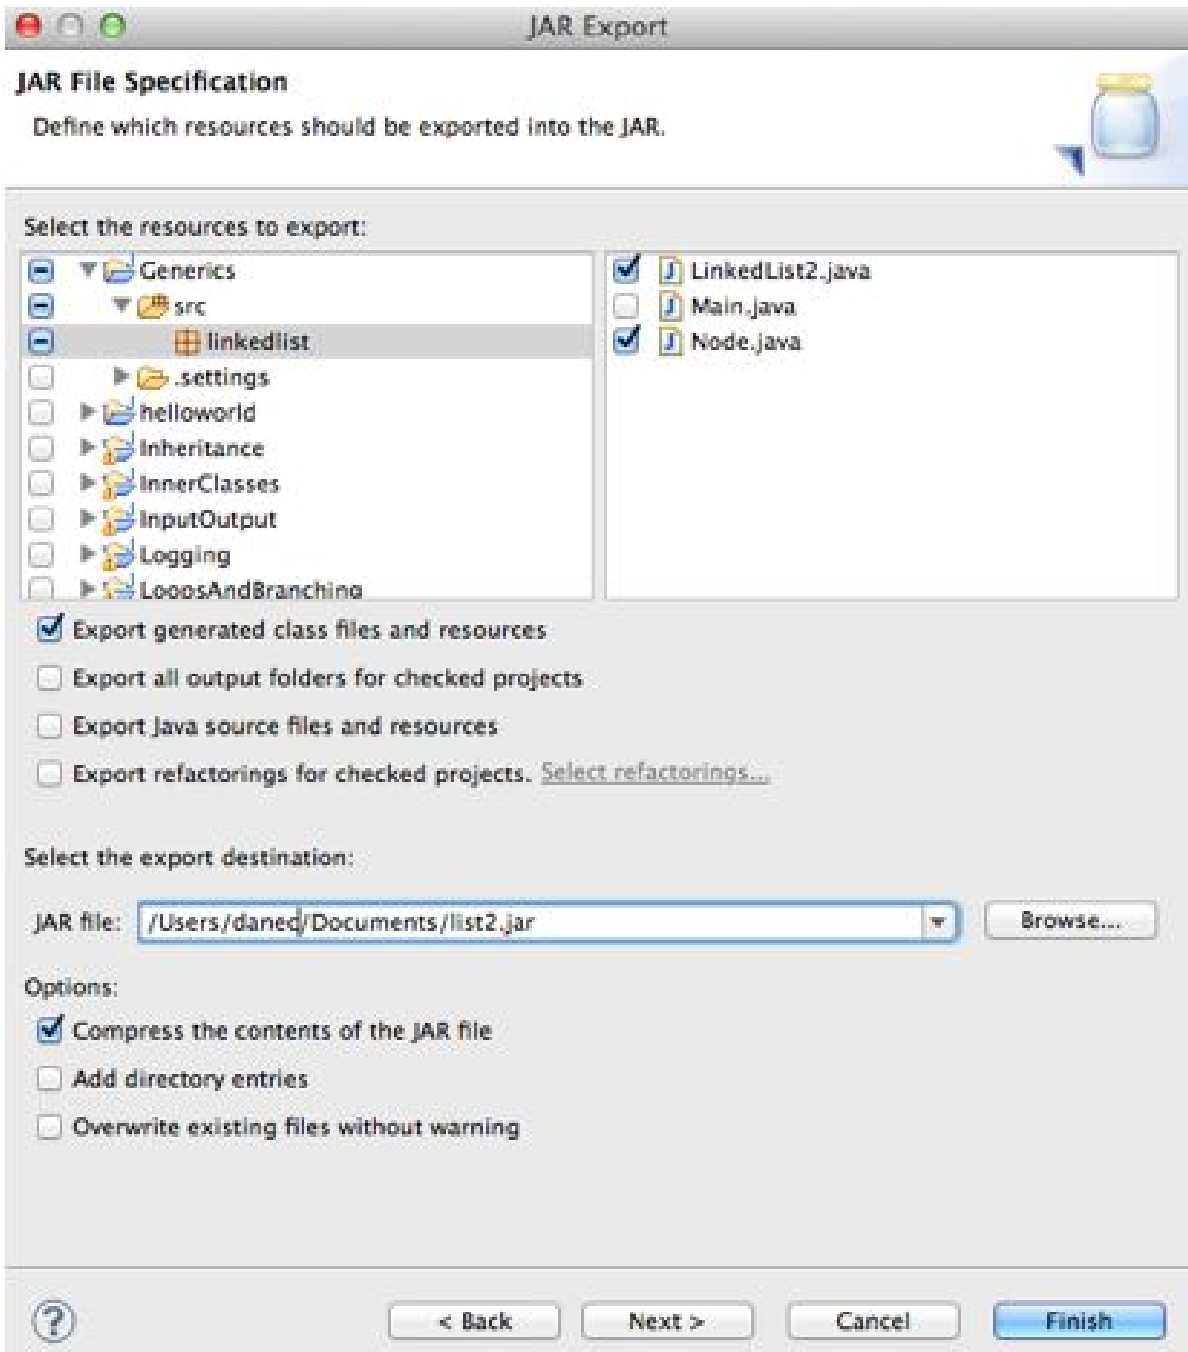 JAR Export
JAR File Specification
Define which resources should be exported into the JAR.
Select the resources to export:
Generics
src
linkedlist
.settings
helloworld
Inheritance
InnerClasses
InputOutput
Logging
LoopsAndBranching
LinkedList2.java
Main.java
Node.java
Export generated class files and resources
Export all output folders for checked projects
Export Java source files and resources
Export refactorings for checked projects. Select refactorings...
Select the export destination:
JAR file: /Users/danec/Documents/list2.jar Browse...
Options:
Compress the contents of the JAR file
Add directory entries
Overwrite existing files without warning
? < Back Next > Cancel Finish